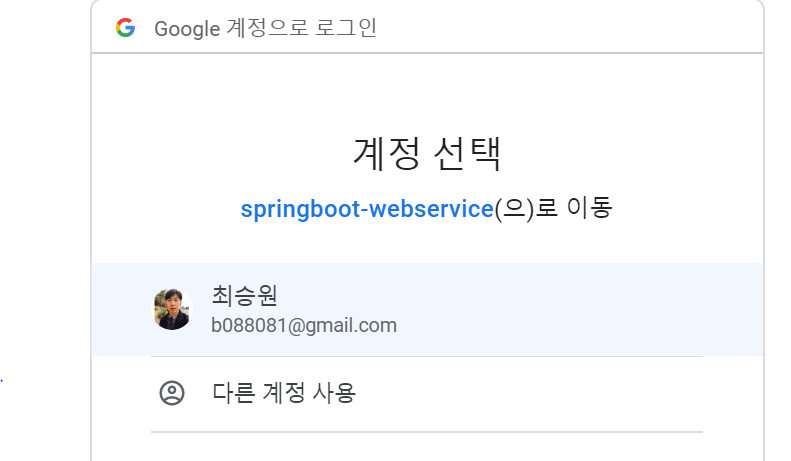 Google 계정으로 로그인
계정 선택
springboot-webservice(으)로 이동
최승원
b088081@gmail.com
다른 계정 사용